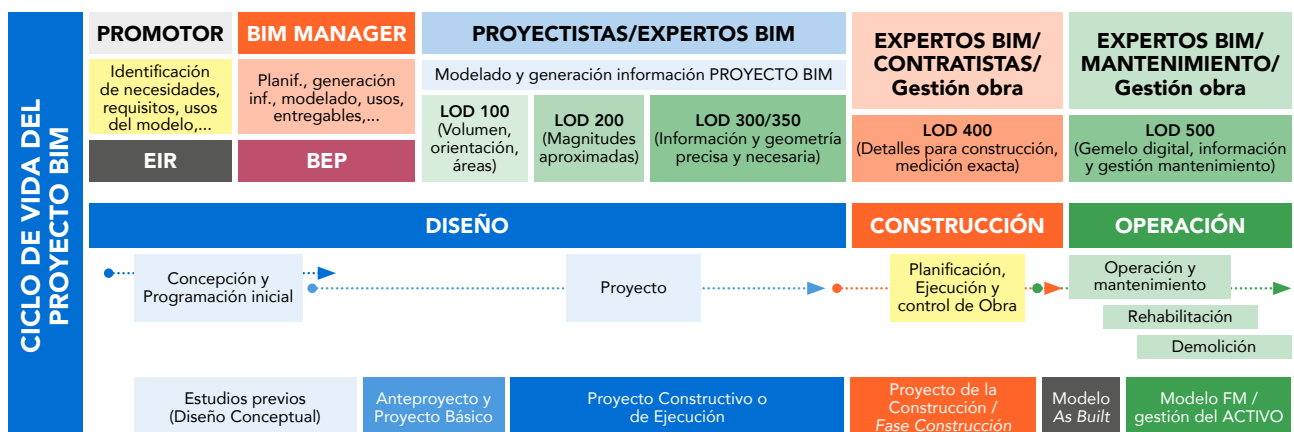 CICLO DE VIDA DEL
PROYECTO BIM
PROMOTOR
Identificación
de necesidades,
requisitos, usos
del modelo,...
EIR
BIM MANAGER
Planif., generación
inf., modelado, usos,
entregables,...
BEP
PROYECTISTAS/EXPERTOS BIM
Modelado y generación información PROYECTO BIM
LOD 100
(Volumen,
orientación,
áreas)
LOD 200
(Magnitudes
aproximadas)
LOD 300/350
(Información y geometría
precisa y necesaria)
EXPERTOS BIM/
CONTRATISTAS/
Gestión obra
LOD 400
(Detalles para construcción,
medición exacta)
EXPERTOS BIM/
MANTENIMIENTO/
Gestión obra
LOD 500
(Gemelo digital, información
y gestión mantenimiento)
DISEÑO
CONSTRUCCIÓN
OPERACIÓN
Concepción y
Programación inicial
Proyecto
Planificación,
Ejecución y
control de Obra
Operación y
mantenimiento
Rehabilitación
Demolición
Estudios previos
(Diseño Conceptual)
Anteproyecto y
Proyecto Básico
Proyecto Constructivo o
de Ejecución
Proyecto de la
Construcción /
Fase Construcción
Modelo
As Built
Modelo FM /
gestión del ACTIVO